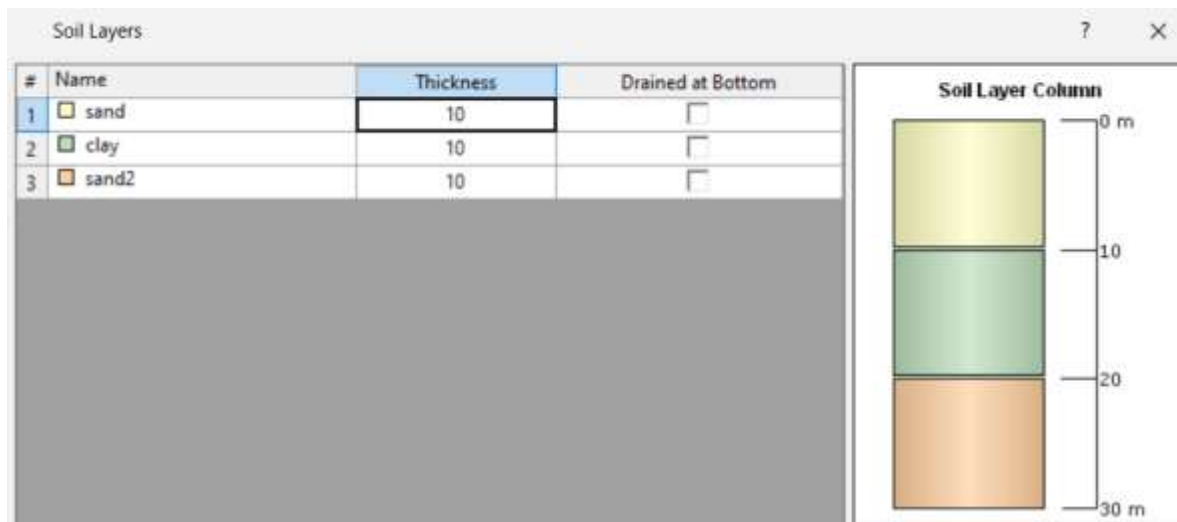 Soil Layers ? ×
# Name Thickness Drained at Bottom
1 sand 10
2 clay 10
3 sand2 10
Soil Layer Column
0 m
10
20
30 m